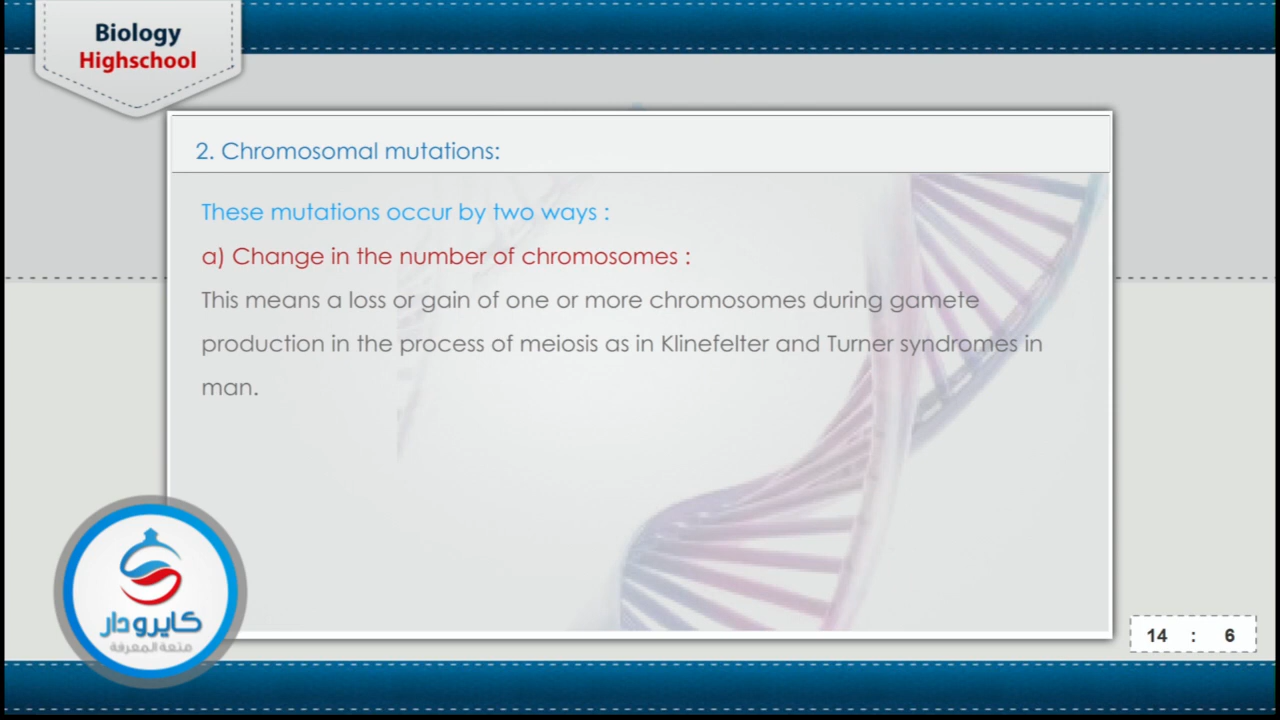 Biology
Highschool
2. Chromosomal mutations:
These mutations occur by two ways :
a) Change in the number of chromosomes :
This means a loss or gain of one or more chromosomes during gamete
production in the process of meiosis as in Klinefelter and Turner syndromes in
man.
كايرودار
متعة المعرفة
14 : 6